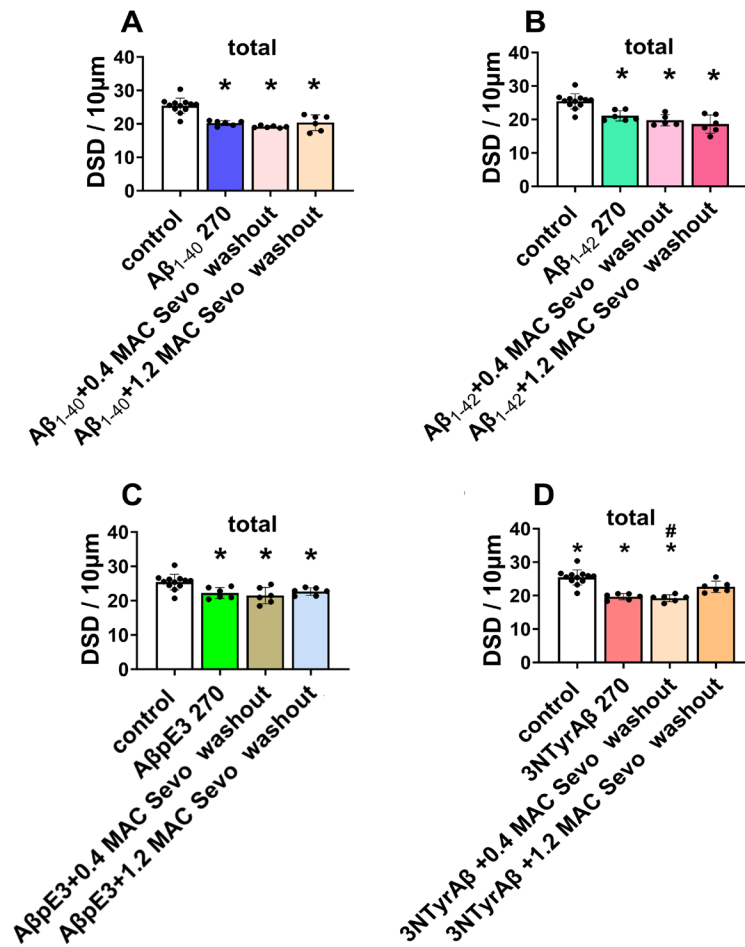 A
total
* * *
DSD / 10μm
40
30
20
10
0
control
Aβ1-40 270
Aβ1-40+0.4 MAC Sevo washout
Aβ1-40+1.2 MAC Sevo washout
B
total
* * *
DSD / 10μm
40
30
20
10
0
control
Aβ1-42 270
Aβ1-42+0.4 MAC Sevo washout
Aβ1-42+1.2 MAC Sevo washout
C
total
* * *
DSD / 10μm
40
30
20
10
0
control
AβpE3 270
AβpE3+0.4 MAC Sevo washout
AβpE3+1.2 MAC Sevo washout
D
total
#
* * *
DSD / 10μm
40
30
20
10
0
control
3NTyrAβ 270
3NTyrAβ +0.4 MAC Sevo washout
3NTyrAβ +1.2 MAC Sevo washout